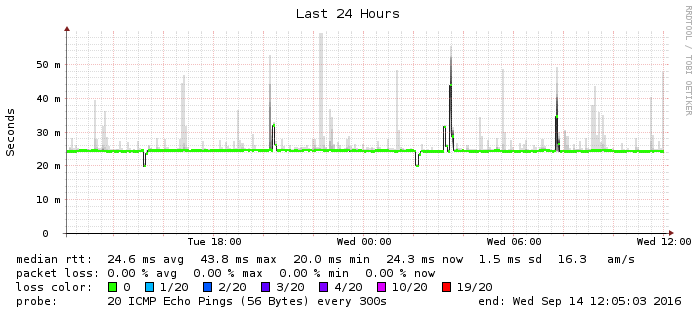 Last 24 Hours
RRDTOOL / TOBI OETIKER
Seconds
50 m
40 m
30 m
20 m
10 m
0
Tue 18:00 Wed 00:00 Wed 06:00 Wed 12:00
median rtt: 24.6 ms avg 43.8 ms max 20.0 ms min 24.3 ms now 1.5 ms sd 16.3 am/s
packet loss: 0.00 % avg 0.00 % max 0.00 % min 0.00 % now
loss color: 0 1/20 2/20 3/20 4/20 10/20 19/20
probe: 20 ICMP Echo Pings (56 Bytes) every 300s end: Wed Sep 14 12:05:03 2016